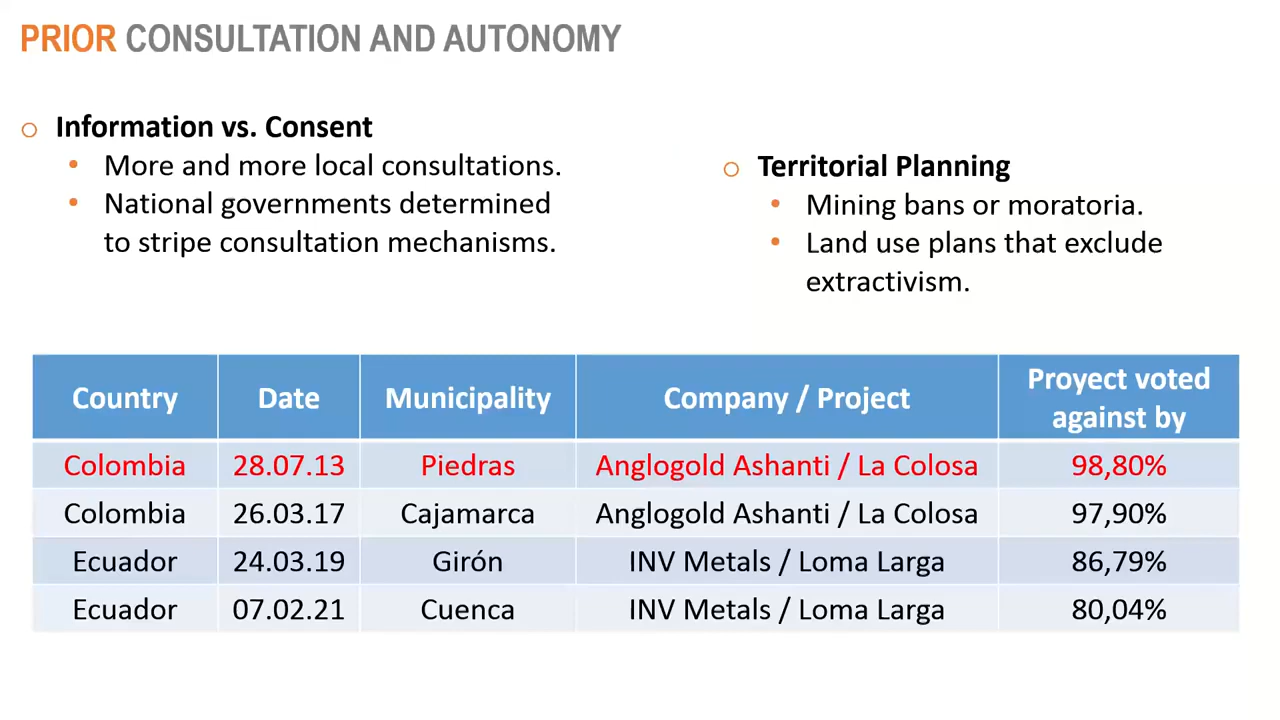 PRIOR CONSULTATION AND AUTONOMY
Information vs. Consent
More and more local consultations.
National governments determined
to stripe consultation mechanisms.
Territorial Planning
Mining bans or moratoria.
Land use plans that exclude
extractivism.
Country Date Municipality Company / Project Proyect voted against by
Colombia 28.07.13 Piedras Anglogold Ashanti / La Colosa 98,80%
Colombia 26.03.17 Cajamarca Anglogold Ashanti / La Colosa 97,90%
Ecuador 24.03.19 Girón INV Metals / Loma Larga 86,79%
Ecuador 07.02.21 Cuenca INV Metals / Loma Larga 80,04%